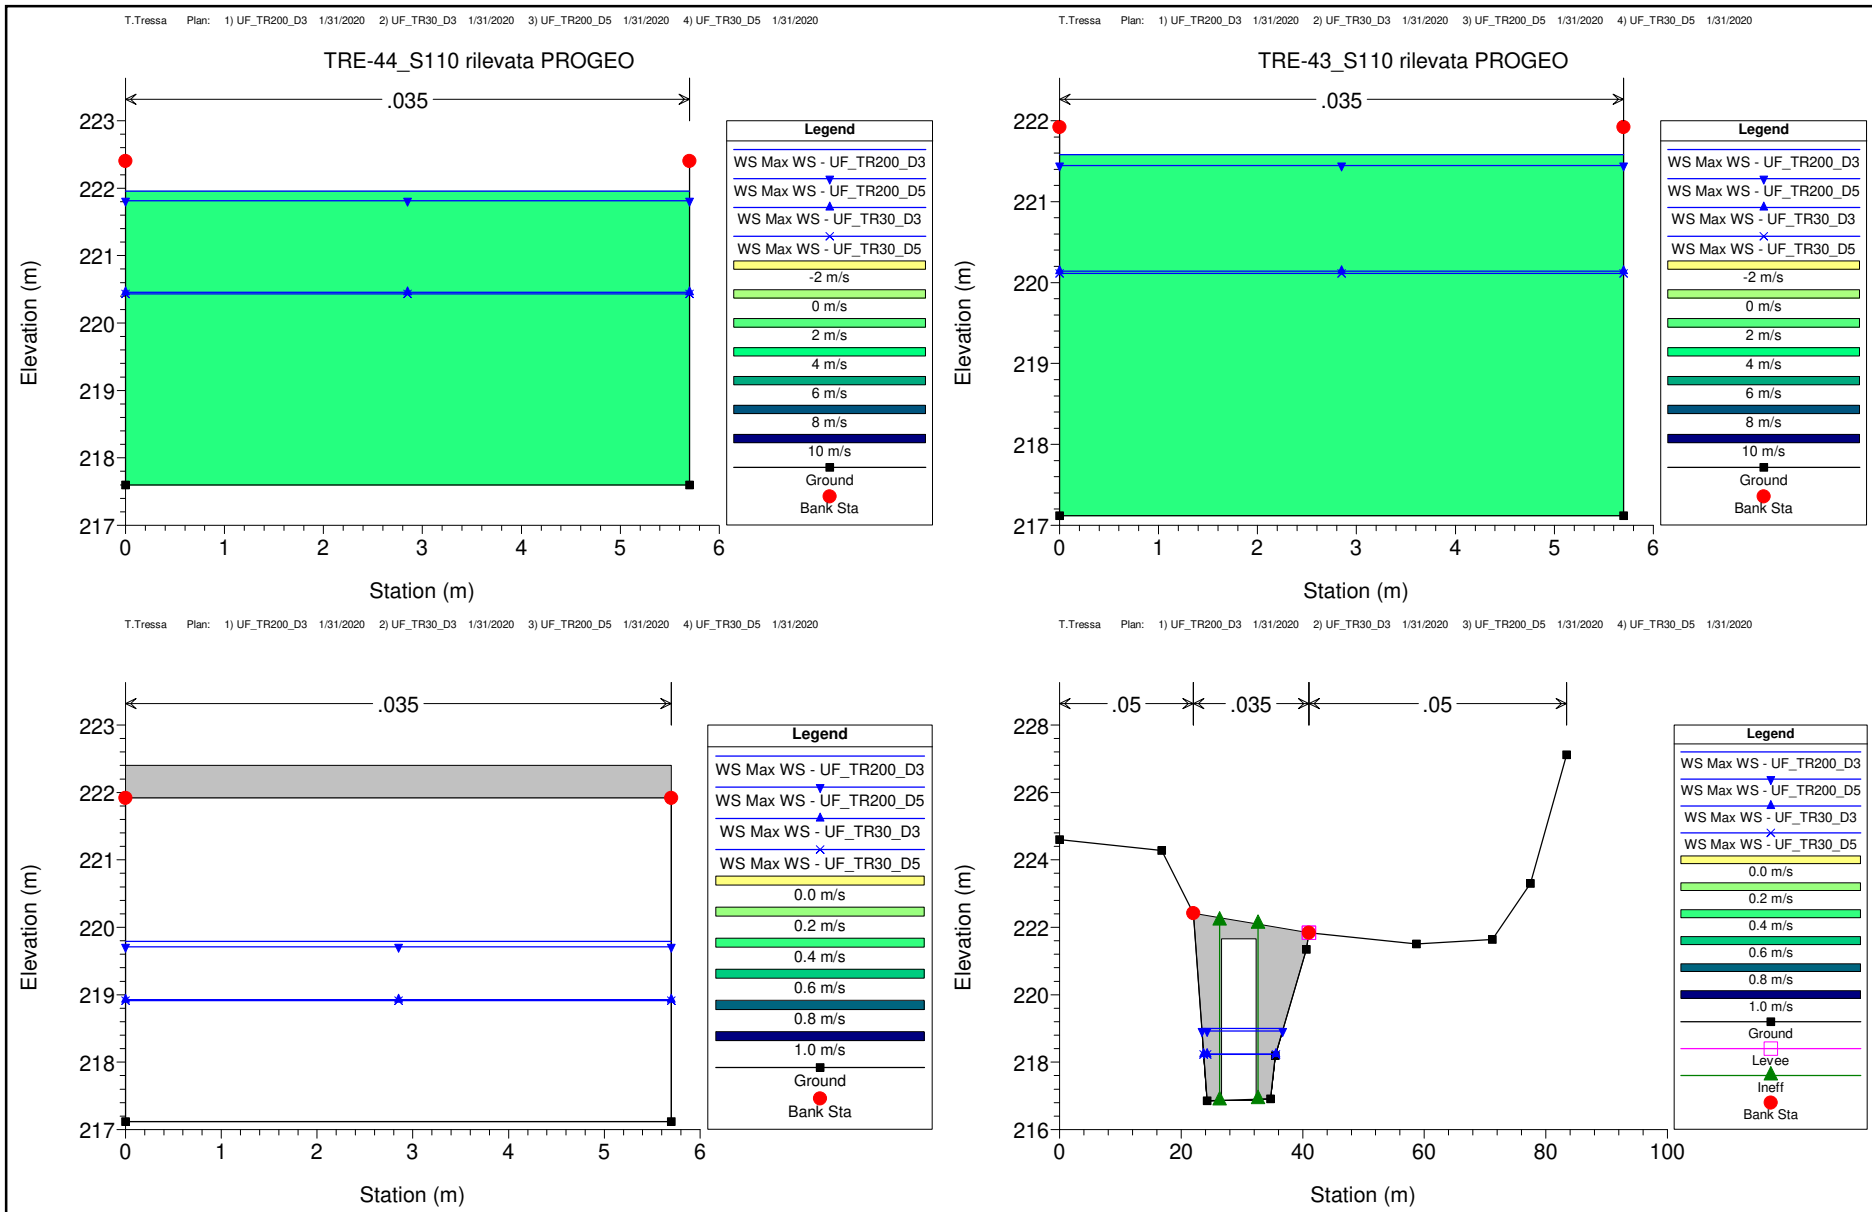 T.Tressa Plan: 1) UF_TR200_D3 1/31/2020 2) UF_TR30_D3 1/31/2020 3) UF_TR200_D5 1/31/2020 4) UF_TR30_D5 1/31/2020
TRE-44_S110 rilevata PROGEO
.035
223
222
221
220
219
218
217
Elevation (m)
0 1 2 3 4 5 6
Station (m)
Legend
WS Max WS - UF_TR200_D3
WS Max WS - UF_TR200_D5
WS Max WS - UF_TR30_D3
WS Max WS - UF_TR30_D5
-2 m/s
0 m/s
2 m/s
4 m/s
6 m/s
8 m/s
10 m/s
Ground
Bank Sta
T.Tressa Plan: 1) UF_TR200_D3 1/31/2020 2) UF_TR30_D3 1/31/2020 3) UF_TR200_D5 1/31/2020 4) UF_TR30_D5 1/31/2020
TRE-43_S110 rilevata PROGEO
.035
222
221
220
219
218
217
Elevation (m)
0 1 2 3 4 5 6
Station (m)
Legend
WS Max WS - UF_TR200_D3
WS Max WS - UF_TR200_D5
WS Max WS - UF_TR30_D3
WS Max WS - UF_TR30_D5
-2 m/s
0 m/s
2 m/s
4 m/s
6 m/s
8 m/s
10 m/s
Ground
Bank Sta
T.Tressa Plan: 1) UF_TR200_D3 1/31/2020 2) UF_TR30_D3 1/31/2020 3) UF_TR200_D5 1/31/2020 4) UF_TR30_D5 1/31/2020
.035
223
222
221
220
219
218
217
Elevation (m)
0 1 2 3 4 5 6
Station (m)
Legend
WS Max WS - UF_TR200_D3
WS Max WS - UF_TR200_D5
WS Max WS - UF_TR30_D3
WS Max WS - UF_TR30_D5
0.0 m/s
0.2 m/s
0.4 m/s
0.6 m/s
0.8 m/s
1.0 m/s
Ground
Bank Sta
T.Tressa Plan: 1) UF_TR200_D3 1/31/2020 2) UF_TR30_D3 1/31/2020 3) UF_TR200_D5 1/31/2020 4) UF_TR30_D5 1/31/2020
.05 .035 .05
228
226
224
222
220
218
216
Elevation (m)
0 20 40 60 80 100
Station (m)
Legend
WS Max WS - UF_TR200_D3
WS Max WS - UF_TR200_D5
WS Max WS - UF_TR30_D3
WS Max WS - UF_TR30_D5
0.0 m/s
0.2 m/s
0.4 m/s
0.6 m/s
0.8 m/s
1.0 m/s
Ground
Levee
Ineff
Bank Sta